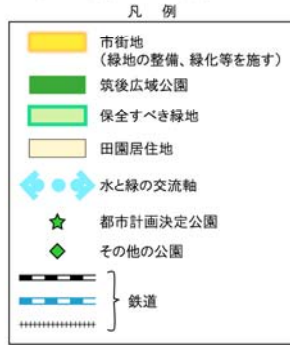 凡 例
市街地
(緑地の整備、緑化等を施す)
筑後広域公園
保全すべき緑地
田園居住地
水と緑の交流軸
都市計画決定公園
その他の公園
鉄道